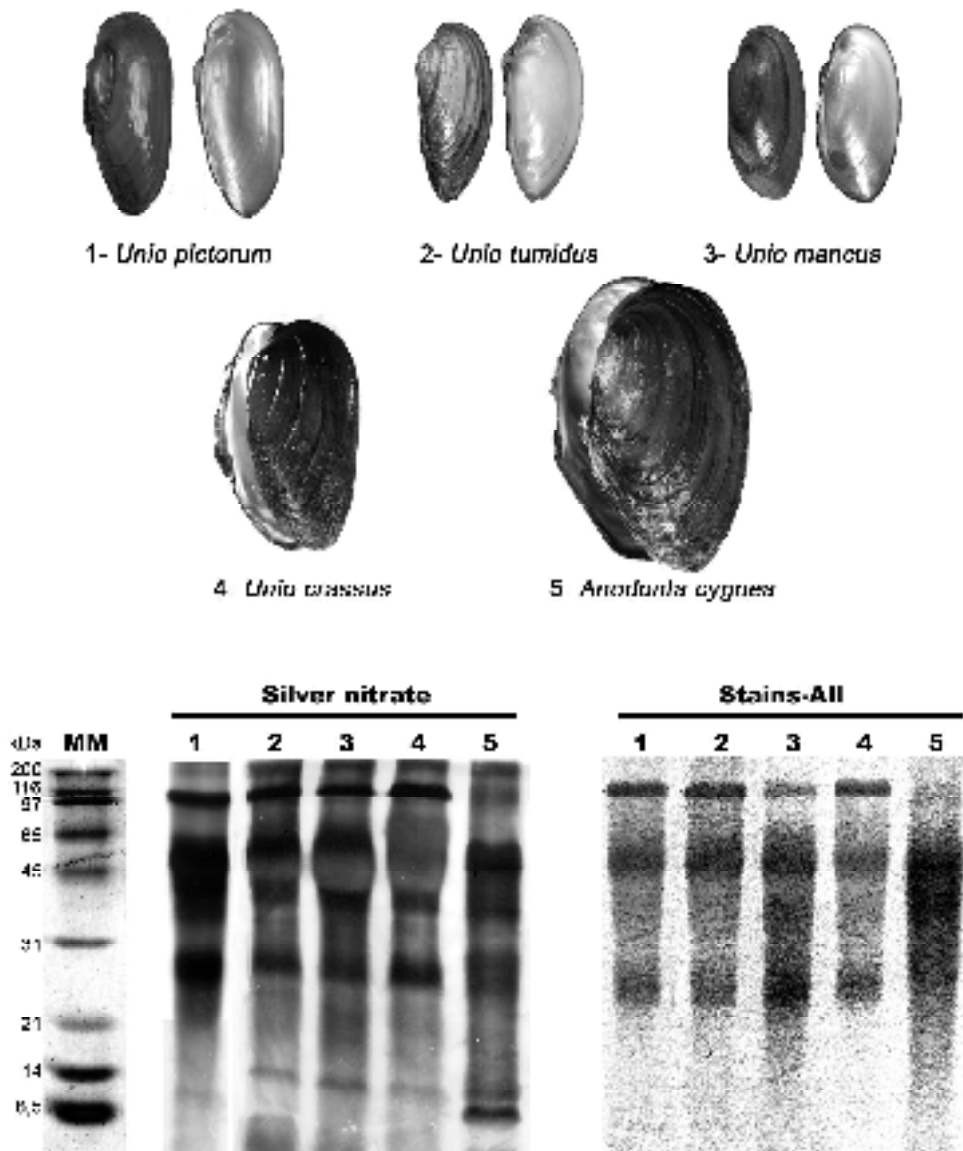 1- Unio pictorum
2- Unio tumidus
3- Unio mancus
4- Unio crassus
5 Anodonta cygnea
Silver nitrate
Stains-All
kDa MM 1 2 3 4 5 1 2 3 4 5
200
116
97
66
45
31
21
14
6,5